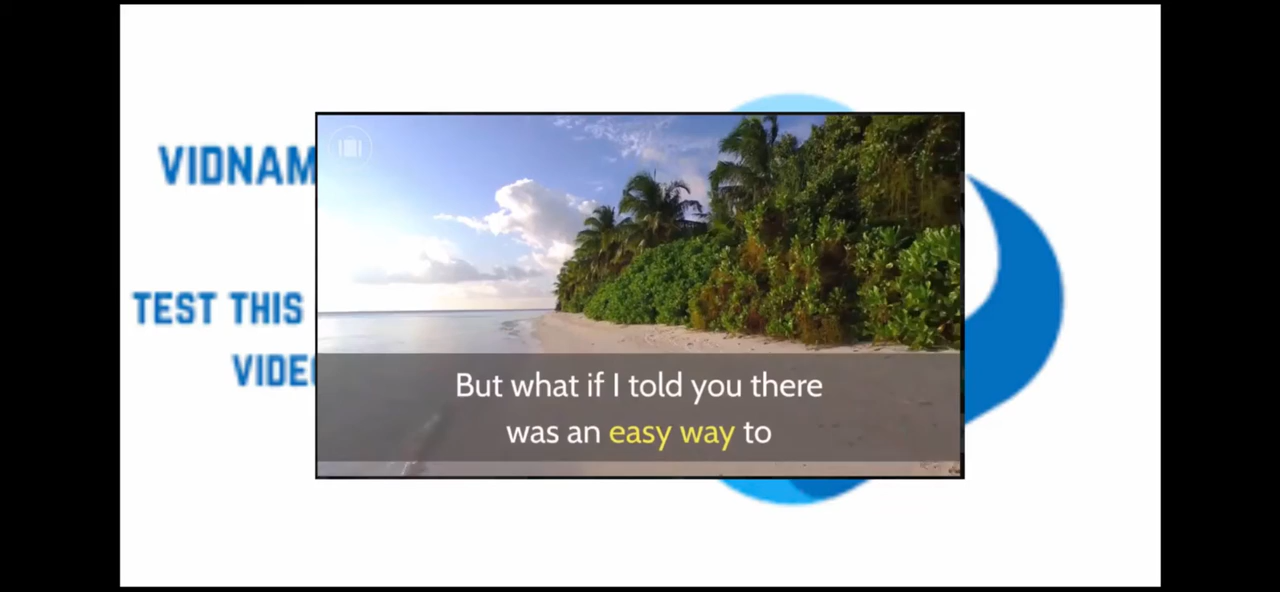 VIDNAM
TEST THIS
VIDE
But what if I told you there
was an easy way to